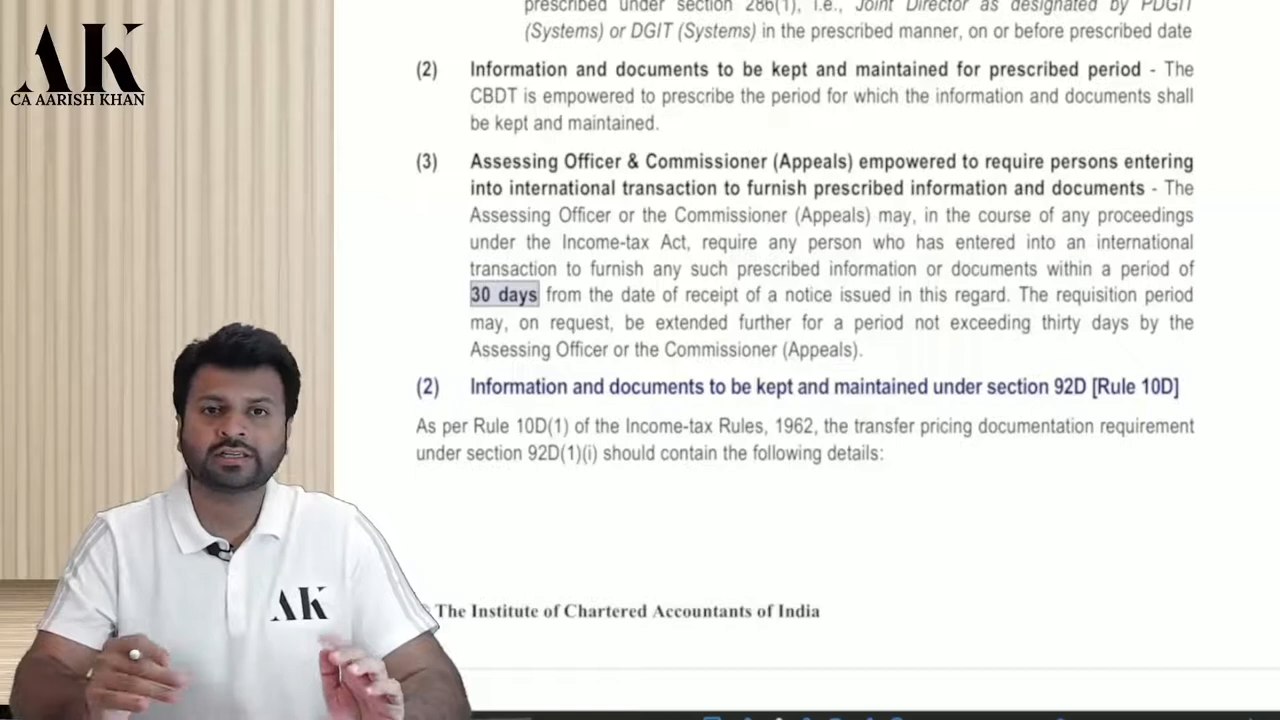 AK
CA AARISH KHAN
prescribed under section 286(1), i.e., Joint Director as designated by PDGIT
(Systems) or DGIT (Systems) in the prescribed manner, on or before prescribed date
(2) Information and documents to be kept and maintained for prescribed period - The
CBDT is empowered to prescribe the period for which the information and documents shall
be kept and maintained.
(3) Assessing Officer & Commissioner (Appeals) empowered to require persons entering
into international transaction to furnish prescribed information and documents - The
Assessing Officer or the Commissioner (Appeals) may, in the course of any proceedings
under the Income-tax Act, require any person who has entered into an international
transaction to furnish any such prescribed information or documents within a period of
30 days from the date of receipt of a notice issued in this regard. The requisition period
may, on request, be extended further for a period not exceeding thirty days by the
Assessing Officer or the Commissioner (Appeals).
(2) Information and documents to be kept and maintained under section 92D [Rule 10D]
As per Rule 10D(1) of the Income-tax Rules, 1962, the transfer pricing documentation requirement
under section 92D(1)(i) should contain the following details:
AK
The Institute of Chartered Accountants of India